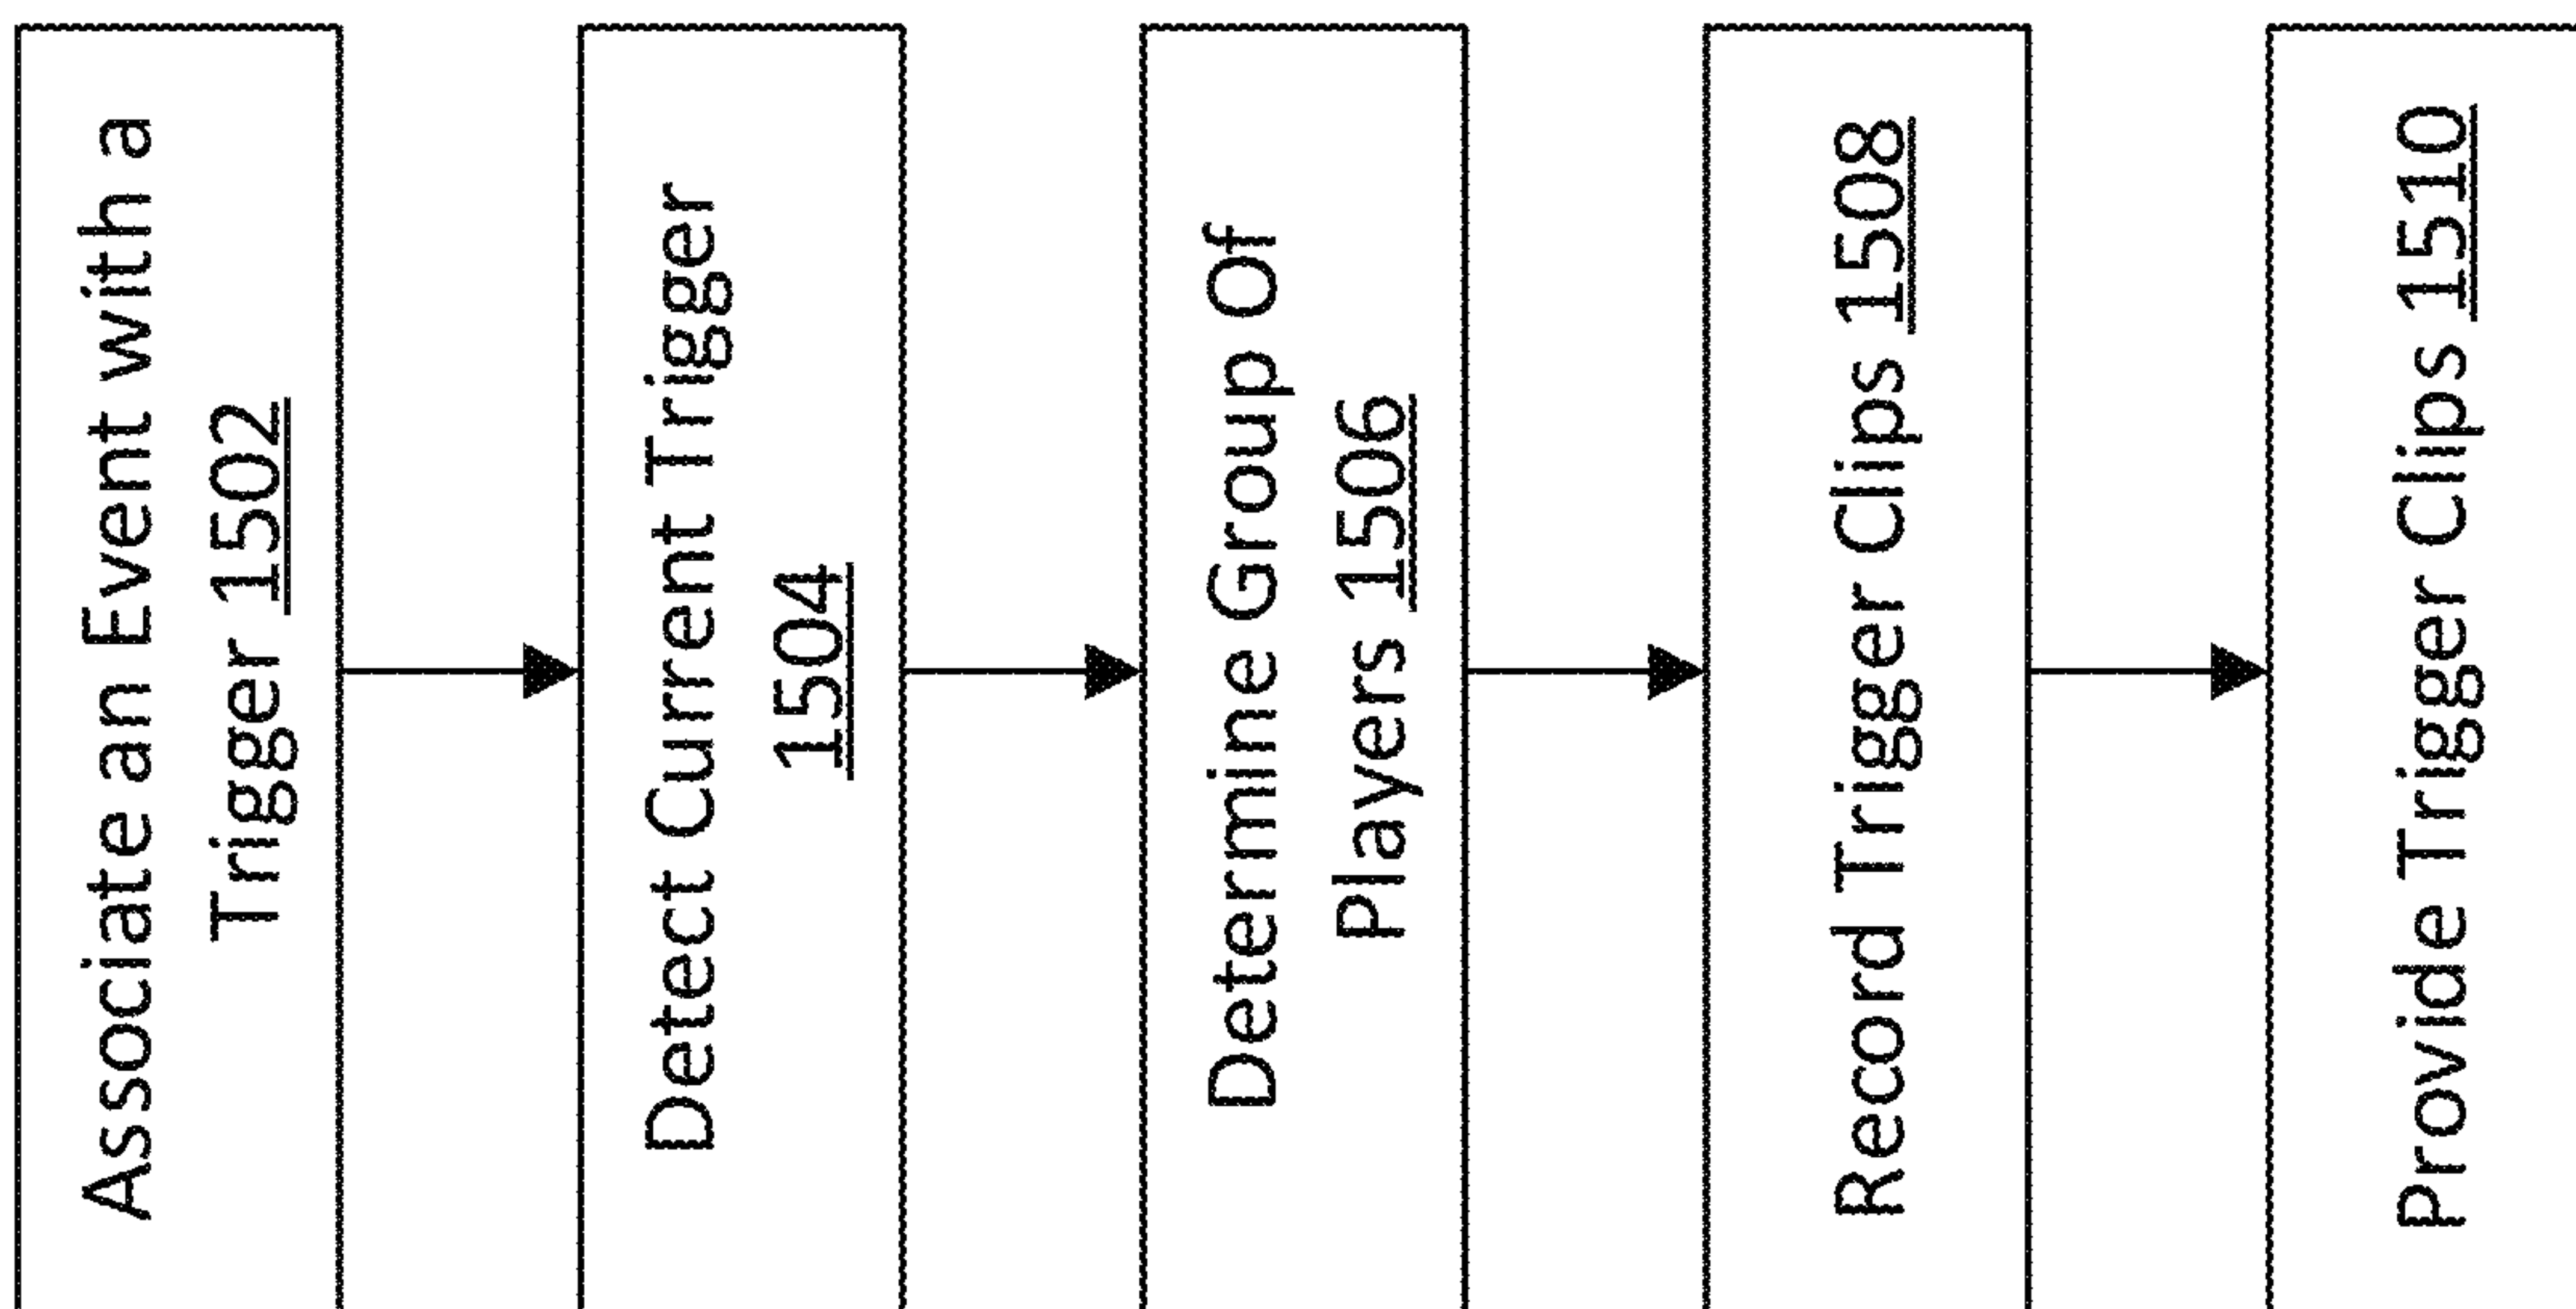 Associate an Event with a
Trigger 1502
Detect Current Trigger
1504
Determine Group Of
Players 1506
Record Trigger Clips 1508
Provide Trigger Clips 1510